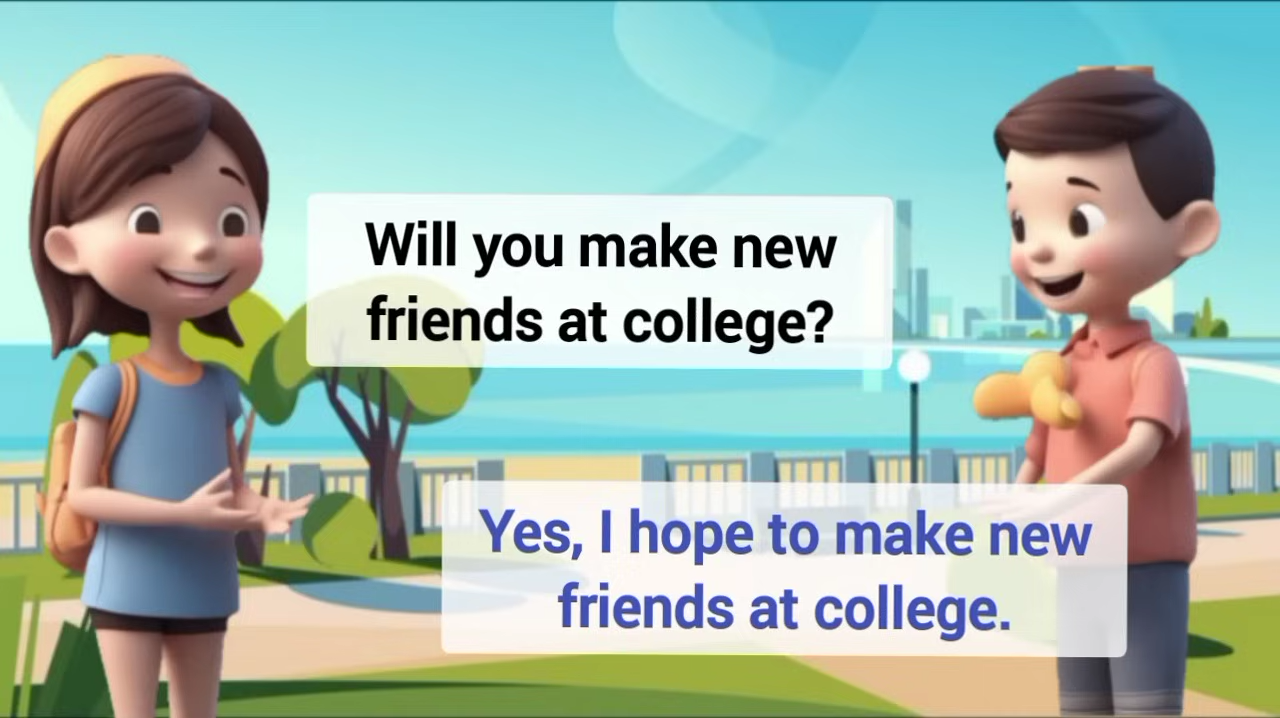 Will you make new
friends at college?
Yes, I hope to make new
friends at college.